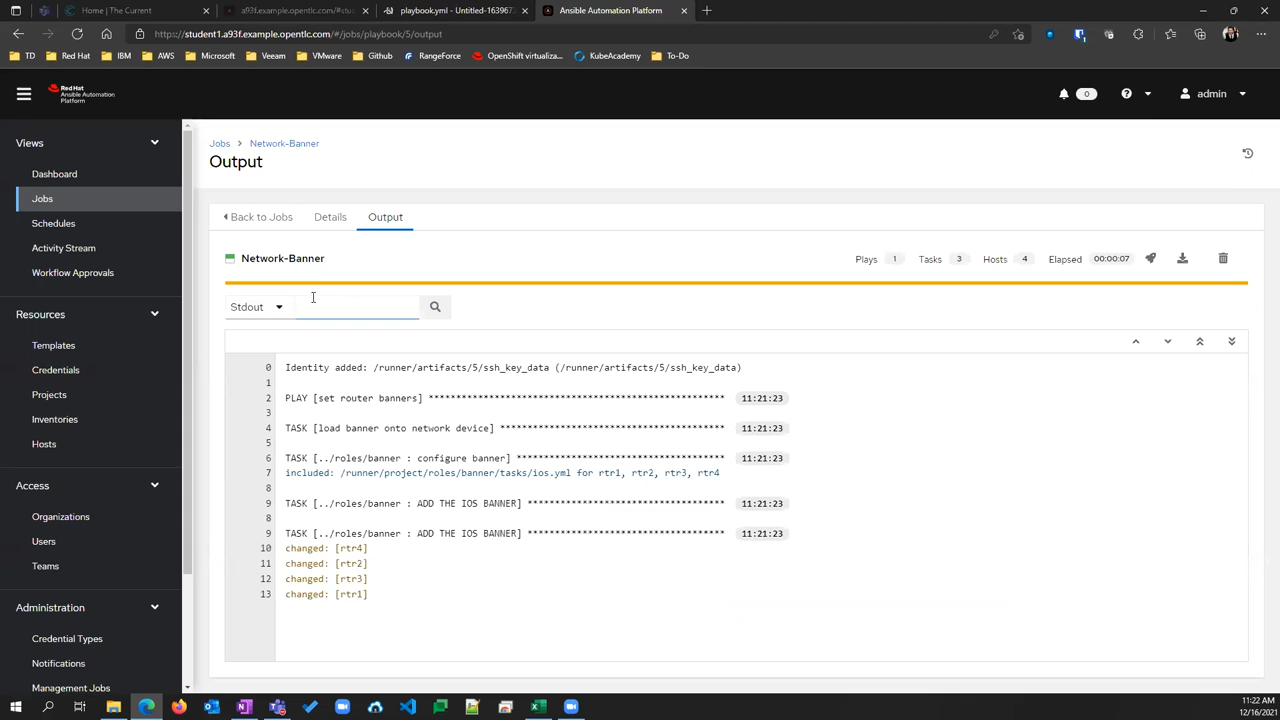 Home | The Current
a93f.example.opentlc.com/#stu
playbook.yml - Untitled-163967
Ansible Automation Platform
https://student1.a93f.example.opentlc.com/#/jobs/playbook/5/output
TD
Red Hat
IBM
AWS
Microsoft
Veeam
VMware
Github
RangeForce
OpenShift virtualiza...
KubeAcademy
To-Do
Red Hat
Ansible Automation
Platform
0
admin
Views
Dashboard
Jobs
Schedules
Activity Stream
Workflow Approvals
Resources
Templates
Credentials
Projects
Inventories
Hosts
Access
Organizations
Users
Teams
Administration
Credential Types
Notifications
Management Jobs
Jobs > Network-Banner
Output
Back to Jobs
Details
Output
Network-Banner
Plays 1 Tasks 3 Hosts 4 Elapsed 00:00:07
Stdout
0 Identity added: /runner/artifacts/5/ssh_key_data (/runner/artifacts/5/ssh_key_data)
1
2 PLAY [set router banners] ****************************************************** 11:21:23
3
4 TASK [load banner onto network device] ***************************************** 11:21:23
5
6 TASK [../roles/banner : configure banner] ************************************** 11:21:23
7 included: /runner/project/roles/banner/tasks/ios.yml for rtr1, rtr2, rtr3, rtr4
8
9 TASK [../roles/banner : ADD THE IOS BANNER] ************************************ 11:21:23
8
9 TASK [../roles/banner : ADD THE IOS BANNER] ************************************ 11:21:23
10 changed: [rtr4]
11 changed: [rtr2]
12 changed: [rtr3]
13 changed: [rtr1]
11:22 AM
12/16/2021